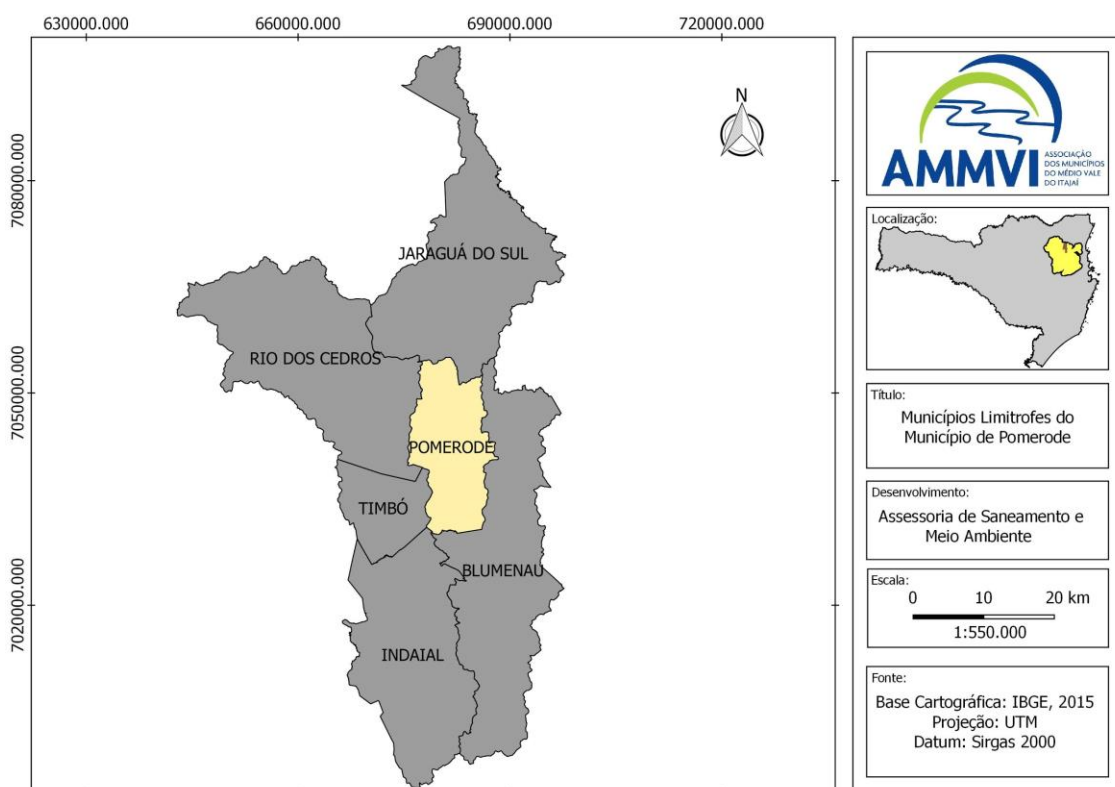 630000.000
660000.000
690000.000
720000.000
7080000.000
7050000.000
7020000.000
N
JARAGUÁ DO SUL
RIO DOS CEDROS
POMERODE
TIMBÓ
BLUMENAU
INDAIAL
AMMVI
ASSOCIAÇÃO
DOS MUNICÍPIOS
DO MÉDIO VALE
DO ITAJAÍ
Localização:
Título:
Municípios Limitrofes do
Município de Pomerode
Desenvolvimento:
Assessoria de Saneamento e
Meio Ambiente
Escala:
0 10 20 km
1:550.000
Fonte:
Base Cartográfica: IBGE, 2015
Projeção: UTM
Datum: Sirgas 2000